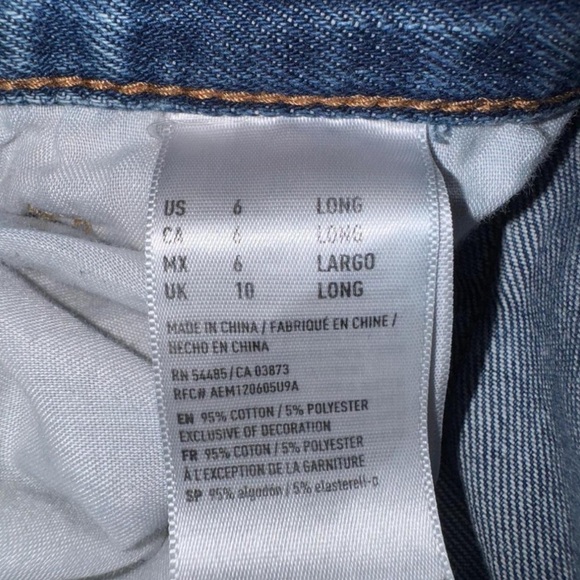 US 6 LONG
CA 6 LONG
MX 6 LARGO
UK 10 LONG
MADE IN CHINA / FABRIQUÉ EN CHINE /
HECHO EN CHINA
RN 54485/CA 03873
RFC# AEM120605U9A
EN 95% COTTON / 5% POLYESTER
EXCLUSIVE OF DECORATION
FR 95% COTTON / 5% POLYESTER
À L'EXCEPTION DE LA GARNITURE
SP 95% algodón / 5% elasterell-p